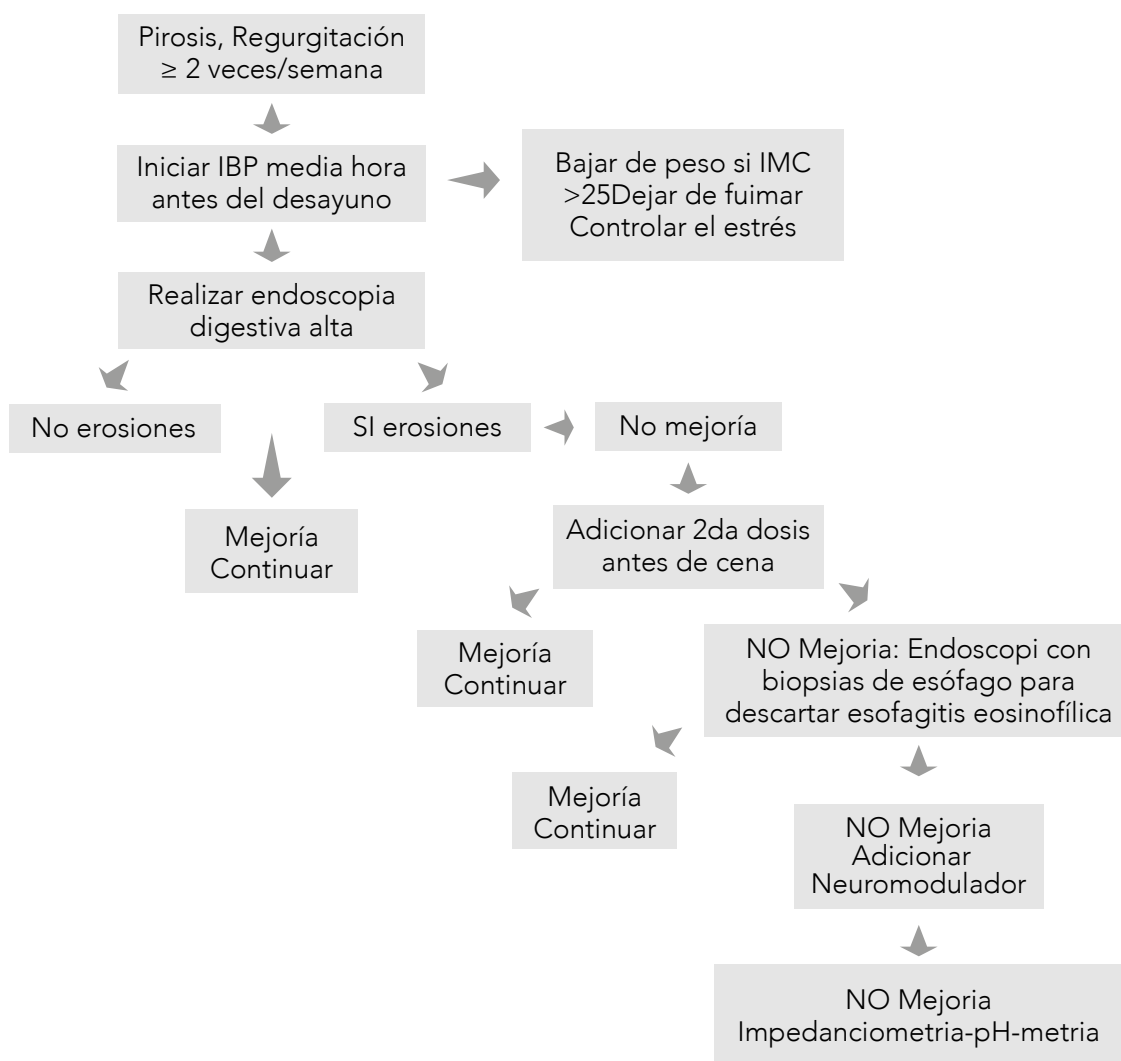 Pirosis, Regurgitación
≥ 2 veces/semana
Iniciar IBP media hora
antes del desayuno
Bajar de peso si IMC
>25Dejar de fuimar
Controlar el estrés
Realizar endoscopia
digestiva alta
No erosiones
SI erosiones
No mejoría
Mejoría
Continuar
Adicionar 2da dosis
antes de cena
Mejoría
Continuar
NO Mejoria: Endoscopi con
biopsias de esófago para
descartar esofagitis eosinofílica
Mejoría
Continuar
NO Mejoria
Adicionar
Neuromodulador
NO Mejoria
Impedanciometria-pH-metria